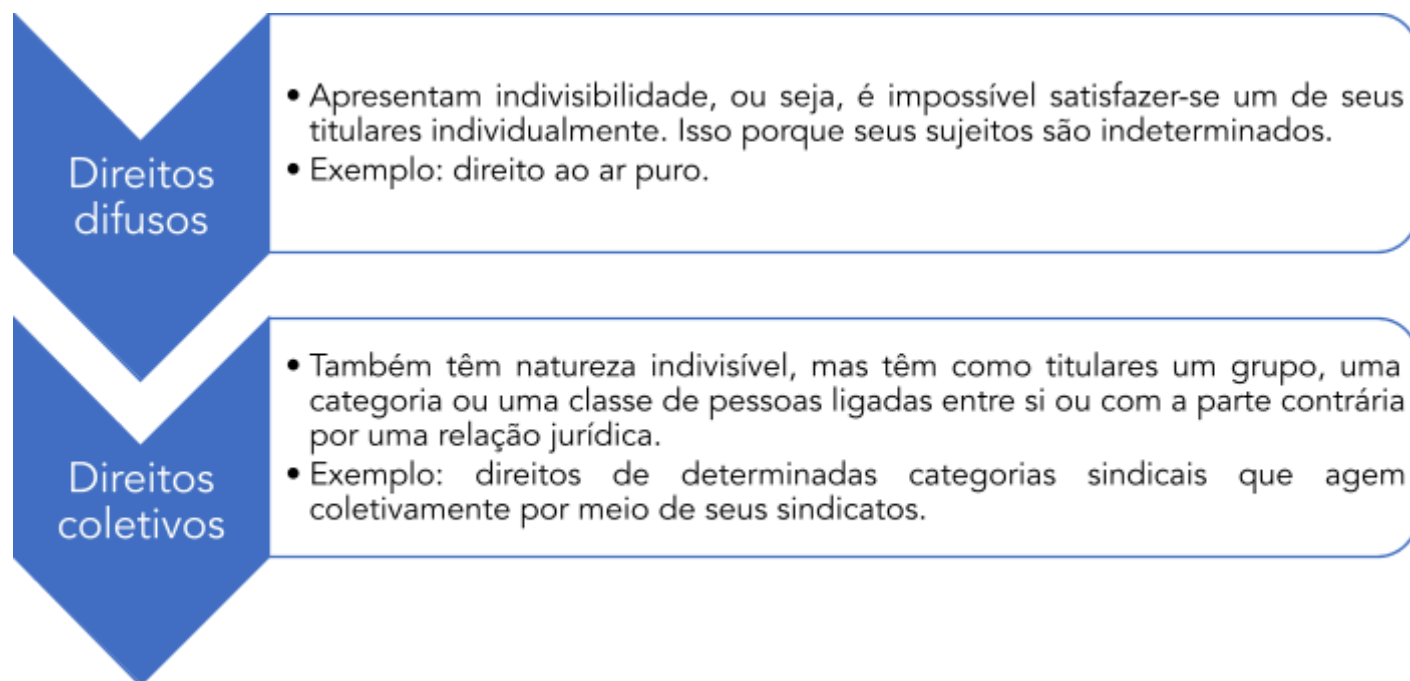 Direitos
difusos
• Apresentam indivisibilidade, ou seja, é impossível satisfazer-se um de seus
titulares individualmente. Isso porque seus sujeitos são indeterminados.
• Exemplo: direito ao ar puro.
Direitos
coletivos
• Também têm natureza indivisível, mas têm como titulares um grupo, uma
categoria ou uma classe de pessoas ligadas entre si ou com a parte contrária
por uma relação jurídica.
• Exemplo: direitos de determinadas categorias sindicais que agem
coletivamente por meio de seus sindicatos.